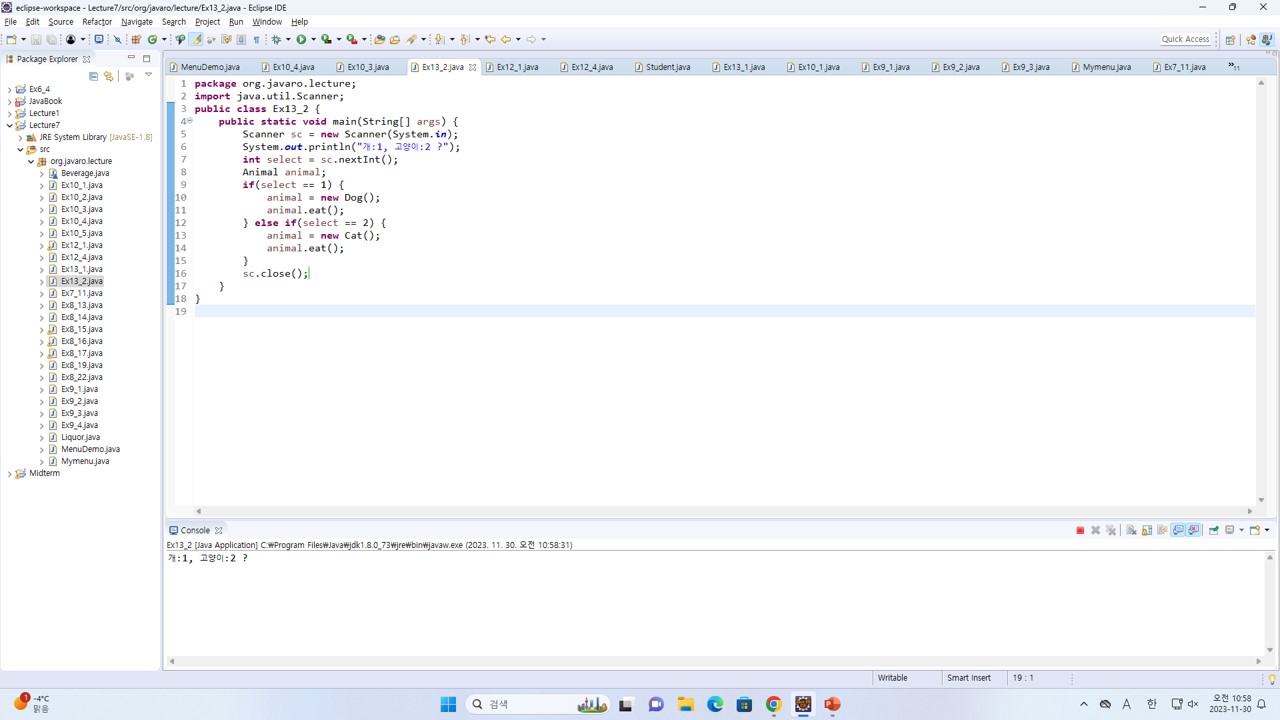 eclipse-workspace - Lecture7/src/org/javaro/lecture/Ex13_2.java - Eclipse IDE
File Edit Source Refactor Navigate Search Project Run Window Help
Quick Access
Package Explorer
MenuDemo.java Ex10_4.java Ex10_3.java Ex13_2.java Ex12_1.java Ex12_4.java Student.java Ex13_1.java Ex10_1.java Ex9_1.java Ex9_2.java Ex9_3.java Mymenu.java Ex7_11.java »11
Ex6_4
JavaBook
Lecture1
Lecture7
JRE System Library [JavaSE-1.8]
src
org.javaro.lecture
Beverage.java
Ex10_1.java
Ex10_2.java
Ex10_3.java
Ex10_4.java
Ex10_5.java
Ex12_1.java
Ex12_4.java
Ex13_1.java
Ex13_2.java
Ex7_11.java
Ex8_13.java
Ex8_14.java
Ex8_15.java
Ex8_16.java
Ex8_17.java
Ex8_19.java
Ex8_22.java
Ex9_1.java
Ex9_2.java
Ex9_3.java
Ex9_4.java
Liquor.java
MenuDemo.java
Mymenu.java
Midterm
1 package org.javaro.lecture;
2 import java.util.Scanner;
3 public class Ex13_2 {
4 public static void main(String[] args) {
5 Scanner sc = new Scanner(System.in);
6 System.out.println("개:1, 고양이:2 ?");
7 int select = sc.nextInt();
8 Animal animal;
9 if(select == 1) {
10 animal = new Dog();
11 animal.eat();
12 } else if(select == 2) {
13 animal = new Cat();
14 animal.eat();
15 }
16 sc.close();
17 }
18 }
19
Console
Ex13_2 [Java Application] C:₩Program Files₩Java₩jdk1.8.0_73₩jre₩bin₩javaw.exe (2023. 11. 30. 오전 10:58:31)
개:1, 고양이:2 ?
Writable Smart Insert 19 : 1
1 -4°C
맑음
검색
A 한
오전 10:58
2023-11-30